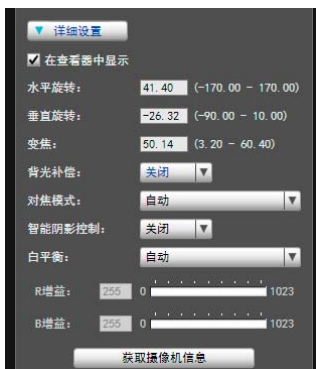 ▼ 详细设置
在查看器中显示
水平旋转: 41.40 (-170.00 - 170.00)
垂直旋转: -26.32 (-90.00 - 10.00)
变焦: 50.14 (3.20 - 60.40)
背光补偿: 关闭
对焦模式: 自动
智能阴影控制: 关闭
白平衡: 自动
R增益: 255 0 1023
B增益: 255 0 1023
获取摄像机信息